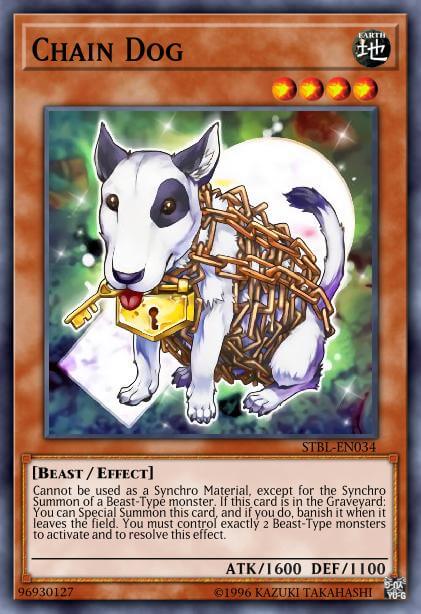 CHAIN DOG
EARTH
地
STBL-EN034
[BEAST / EFFECT]
Cannot be used as a Synchro Material, except for the Synchro
Summon of a Beast-Type monster. If this card is in the Graveyard:
You can Special Summon this card, and if you do, banish it when it
leaves the field. You must control exactly 2 Beast-Type monsters
to activate and to resolve this effect.
ATK/1600 DEF/1100
96930127
©1996 KAZUKI TAKAHASHI